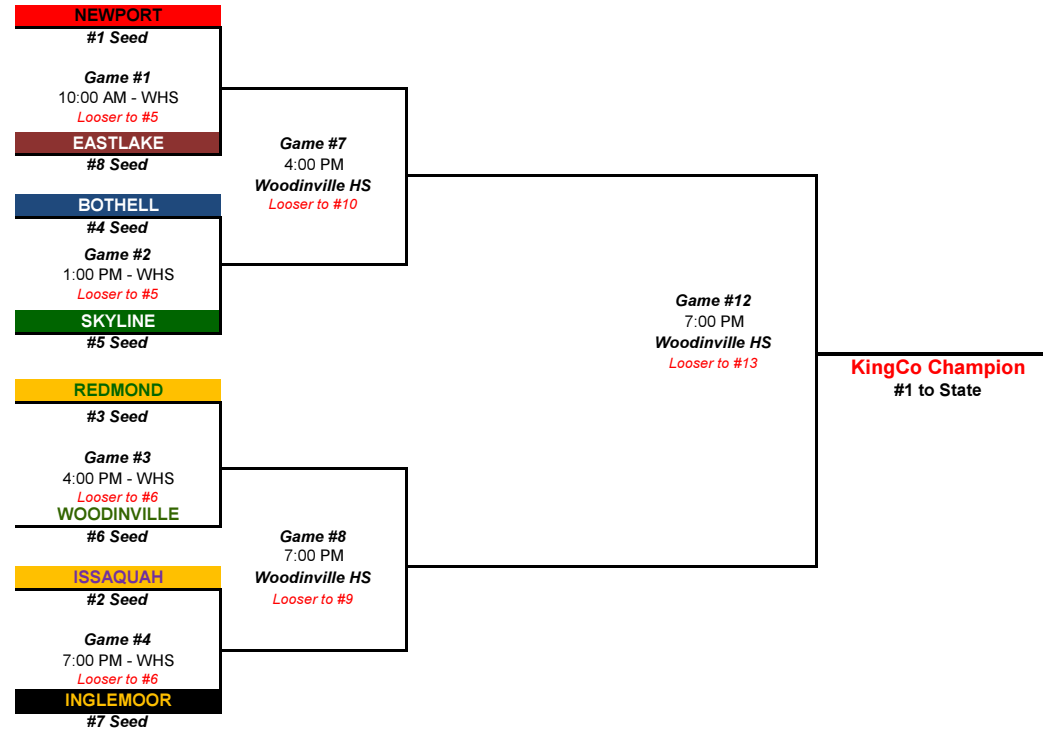 NEWPORT
#1 Seed
Game #1
10:00 AM - WHS
Looser to #5
EASTLAKE
#8 Seed
BOTHELL
#4 Seed
Game #2
1:00 PM - WHS
Looser to #5
SKYLINE
#5 Seed
REDMOND
#3 Seed
Game #3
4:00 PM - WHS
Looser to #6
WOODINVILLE
#6 Seed
ISSAQUAH
#2 Seed
Game #4
7:00 PM - WHS
Looser to #6
INGLEMOOR
#7 Seed
Game #7
4:00 PM
Woodinville HS
Looser to #10
Game #8
7:00 PM
Woodinville HS
Looser to #9
Game #12
7:00 PM
Woodinville HS
Looser to #13
KingCo Champion
#1 to State